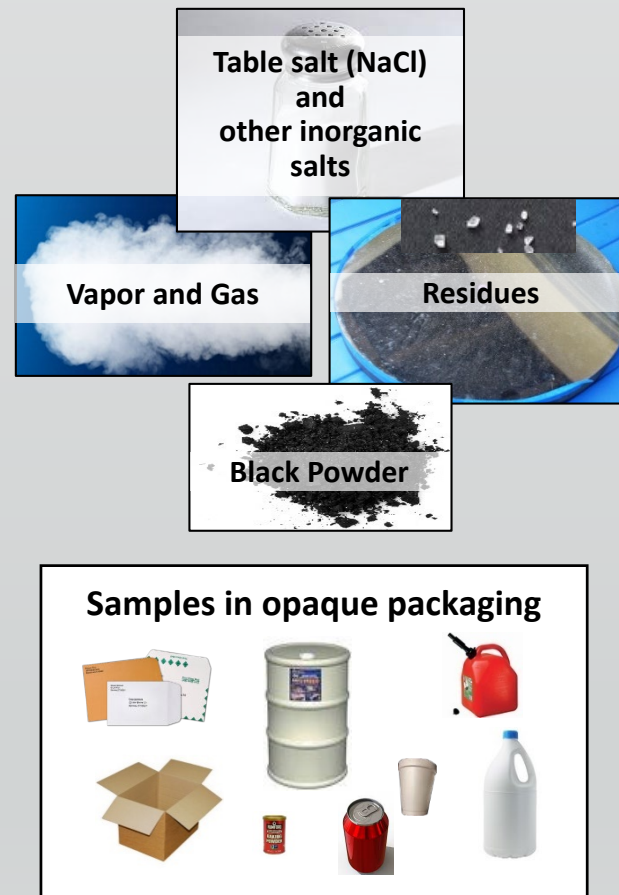 Table salt (NaCl)
and
other inorganic
salts
Vapor and Gas
Residues
Black Powder
Samples in opaque packaging